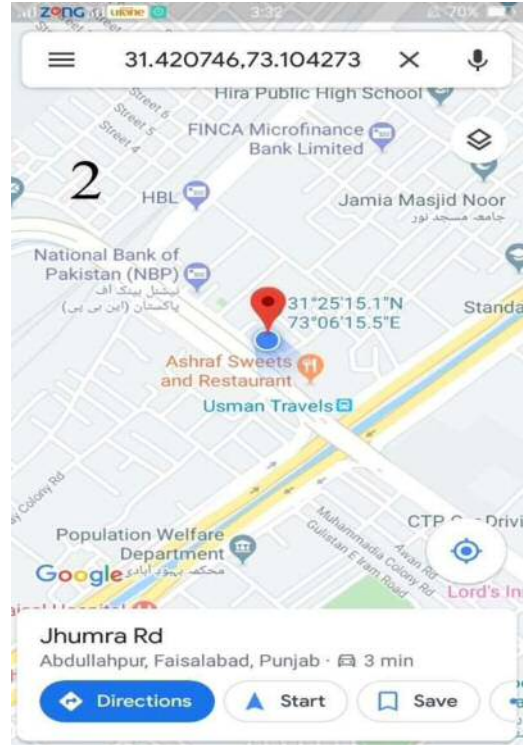 ZONG ufone 3:32 70%
31.420746,73.104273
Hira Public High School
Street 6
Street 5
Street 4
FINCA Microfinance
Bank Limited
2
HBL
Jamia Masjid Noor
جامعہ مسجد نور
National Bank of
Pakistan (NBP)
نیشنل بینک آف
پاکستان (این بی پی)
31°25'15.1"N
73°06'15.5"E
Standa
Ashraf Sweets
and Restaurant
Usman Travels
y Colony Rd
Population Welfare
Department
محکمہ بہبود آبادی
Muhammadia Colony Rd
Gulistan E Iram Road
Awan Rd
CTP Car Drivi
Google
Lord's In
aisal Hospital
Jhumra Rd
Abdullahpur, Faisalabad, Punjab · 3 min
Directions
Start
Save